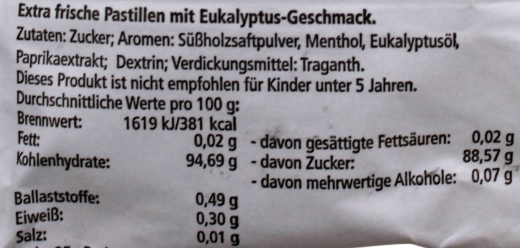 Extra frische Pastillen mit Eukalyptus-Geschmack.
Zutaten: Zucker; Aromen: Süßholzsaftpulver, Menthol, Eukalyptusöl,
Paprikaextrakt; Dextrin; Verdickungsmittel: Traganth.
Dieses Produkt ist nicht empfohlen für Kinder unter 5 Jahren.
Durchschnittliche Werte pro 100 g:
Brennwert: 1619 kJ/381 kcal
Fett: 0,02 g - davon gesättigte Fettsäuren: 0,02 g
Kohlenhydrate: 94,69 g - davon Zucker: 88,57 g
- davon mehrwertige Alkohole: 0,07 g
Ballaststoffe: 0,49 g
Eiweiß: 0,30 g
Salz: 0,01 g